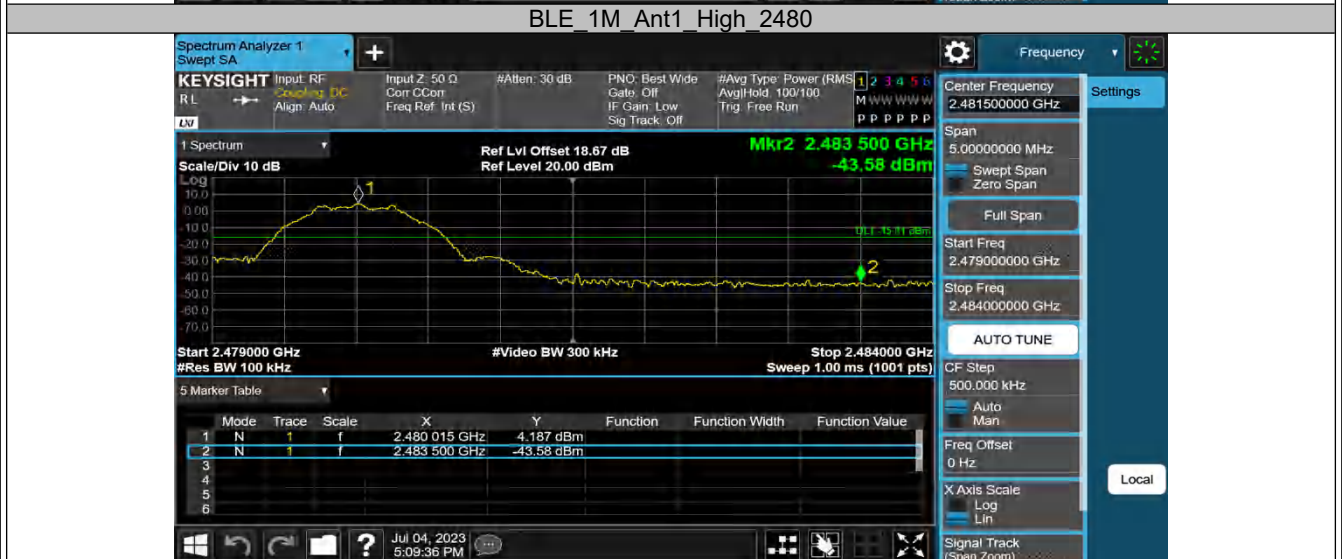 BLE_1M_Ant1_High_2480
Spectrum Analyzer 1
Swept SA
+
Frequency
KEYSIGHT Input: RF Input Z: 50 Ω #Atten: 30 dB PNO: Best Wide #Avg Type: Power (RMS 1 2 3 4 5 6
RL Coupling: DC Corr CCorr Gate: Off Avg|Hold: 100/100 M W W W W W
Align: Auto Freq Ref: Int (S) IF Gain: Low Trig: Free Run
LXI Sig Track: Off P P P P P P
Center Frequency
2.481500000 GHz
Settings
1 Spectrum
Ref Lvl Offset 18.67 dB
Mkr2 2.483 500 GHz
Scale/Div 10 dB
Ref Level 20.00 dBm
-43.58 dBm
Span
5.00000000 MHz
Swept Span
Zero Span
Full Span
Log
10.0
0.00
-10.0
-20.0
-30.0
-40.0
-50.0
-60.0
-70.0
1
2
Start Freq
2.479000000 GHz
Stop Freq
2.484000000 GHz
AUTO TUNE
Start 2.479000 GHz #Video BW 300 kHz Stop 2.484000 GHz
#Res BW 100 kHz Sweep 1.00 ms (1001 pts)
CF Step
500.000 kHz
Auto
Man
5 Marker Table
Mode Trace Scale X Y Function Function Width Function Value
1 N 1 f 2.480 015 GHz 4.187 dBm
2 N 1 f 2.483 500 GHz -43.58 dBm
3
4
5
6
Freq Offset
0 Hz
Local
X Axis Scale
Log
Lin
?
Jul 04, 2023
5:09:36 PM
Signal Track
(Span Zoom)